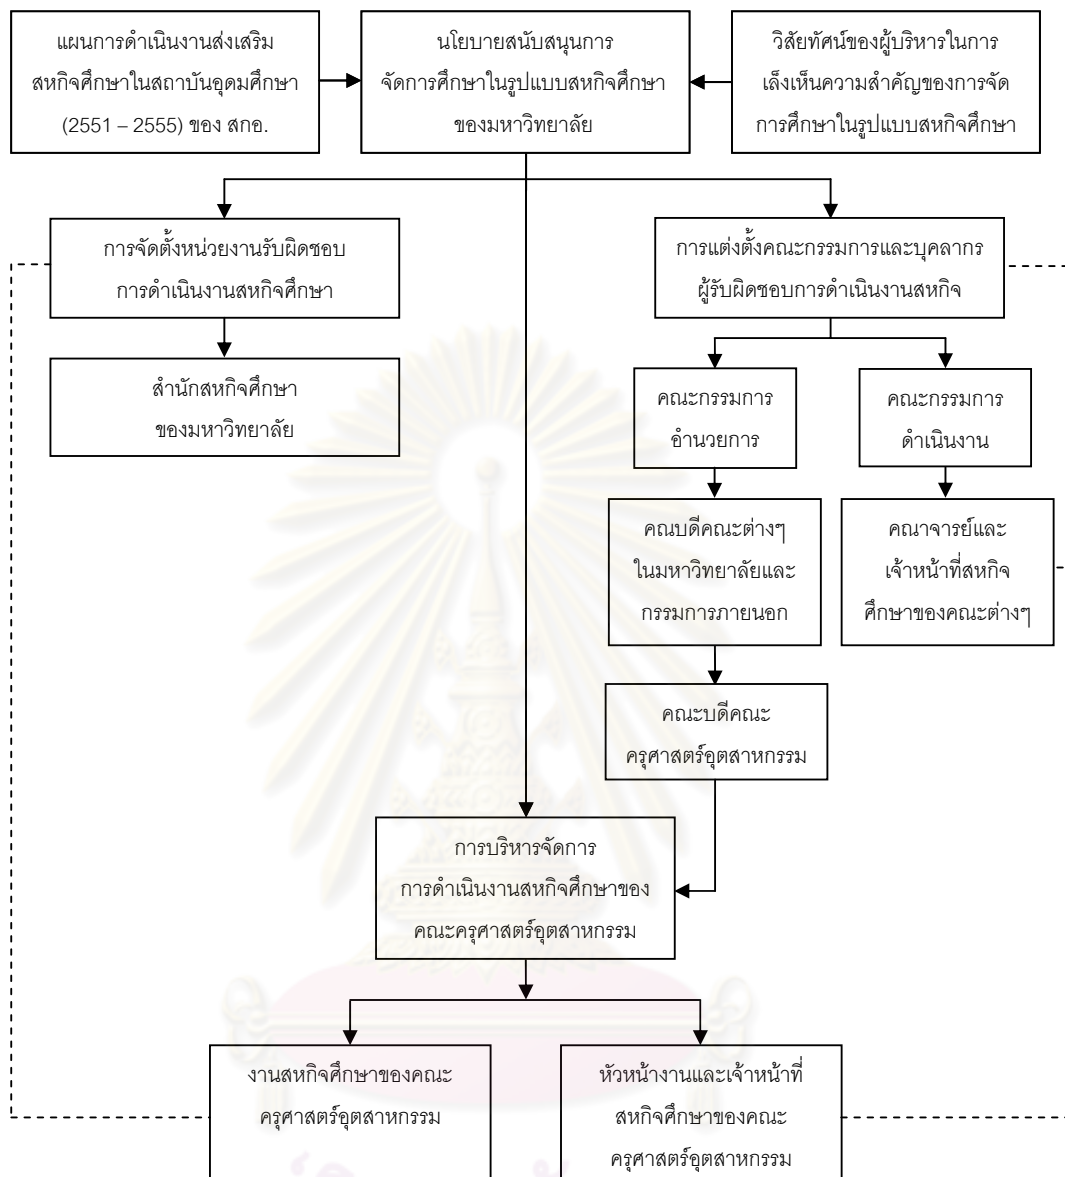 แผนการดำเนินงานส่งเสริม
สหกิจศึกษาในสถาบันอุดมศึกษา
(2551 – 2555) ของ สกอ.
นโยบายสนับสนุนการ
จัดการศึกษาในรูปแบบสหกิจศึกษา
ของมหาวิทยาลัย
วิสัยทัศน์ของผู้บริหารในการ
เล็งเห็นความสำคัญของการจัด
การศึกษาในรูปแบบสหกิจศึกษา
การจัดตั้งหน่วยงานรับผิดชอบ
การดำเนินงานสหกิจศึกษา
การแต่งตั้งคณะกรรมการและบุคลากร
ผู้รับผิดชอบการดำเนินงานสหกิจ
สำนักสหกิจศึกษา
ของมหาวิทยาลัย
คณะกรรมการ
อำนวยการ
คณะกรรมการ
ดำเนินงาน
คณบดีคณะต่างๆ
ในมหาวิทยาลัยและ
กรรมการภายนอก
คณาจารย์และ
เจ้าหน้าที่สหกิจ
ศึกษาของคณะต่างๆ
คณะบดีคณะ
ครุศาสตร์อุตสาหกรรม
การบริหารจัดการ
การดำเนินงานสหกิจศึกษาของ
คณะครุศาสตร์อุตสาหกรรม
งานสหกิจศึกษาของคณะ
ครุศาสตร์อุตสาหกรรม
หัวหน้างานและเจ้าหน้าที่
สหกิจศึกษาของคณะ
ครุศาสตร์อุตสาหกรรม